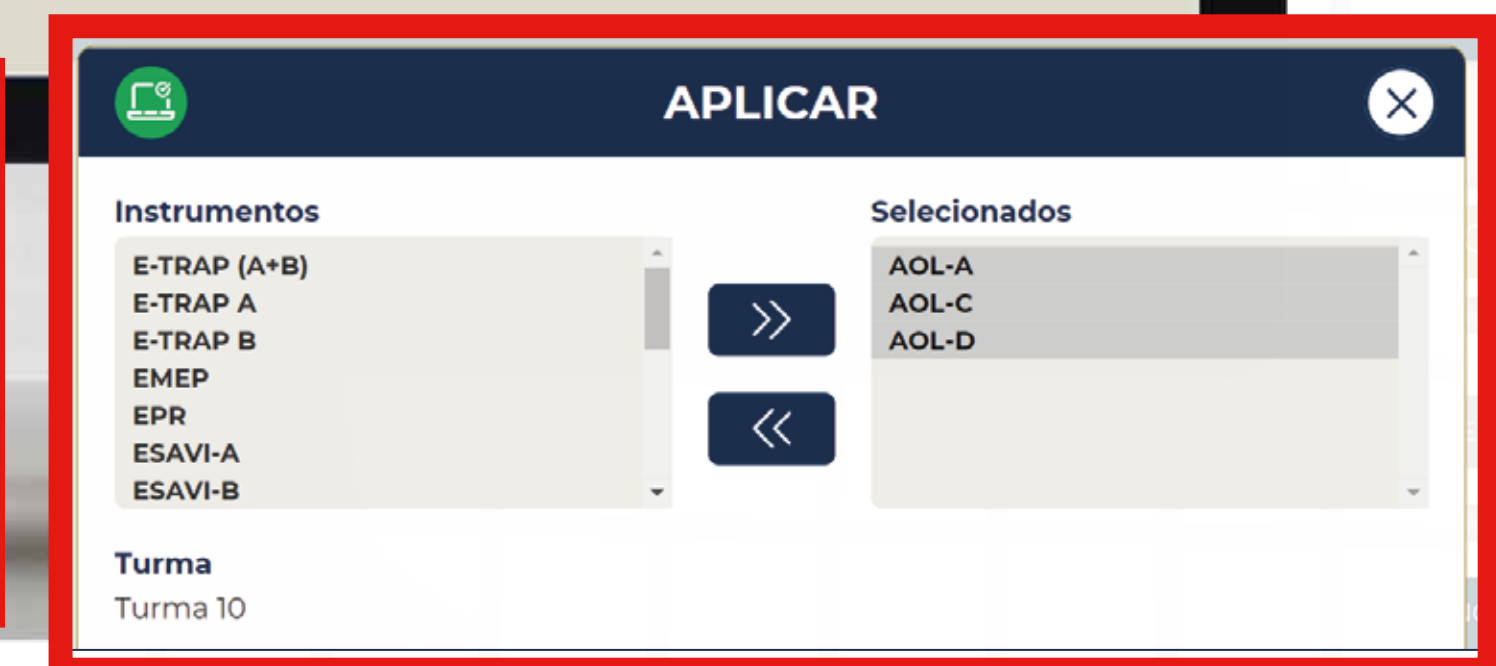 APLICAR
Instrumentos
E-TRAP (A+B)
E-TRAP A
E-TRAP B
EMEP
EPR
ESAVI-A
ESAVI-B
Selecionados
AOL-A
AOL-C
AOL-D
Turma
Turma 10